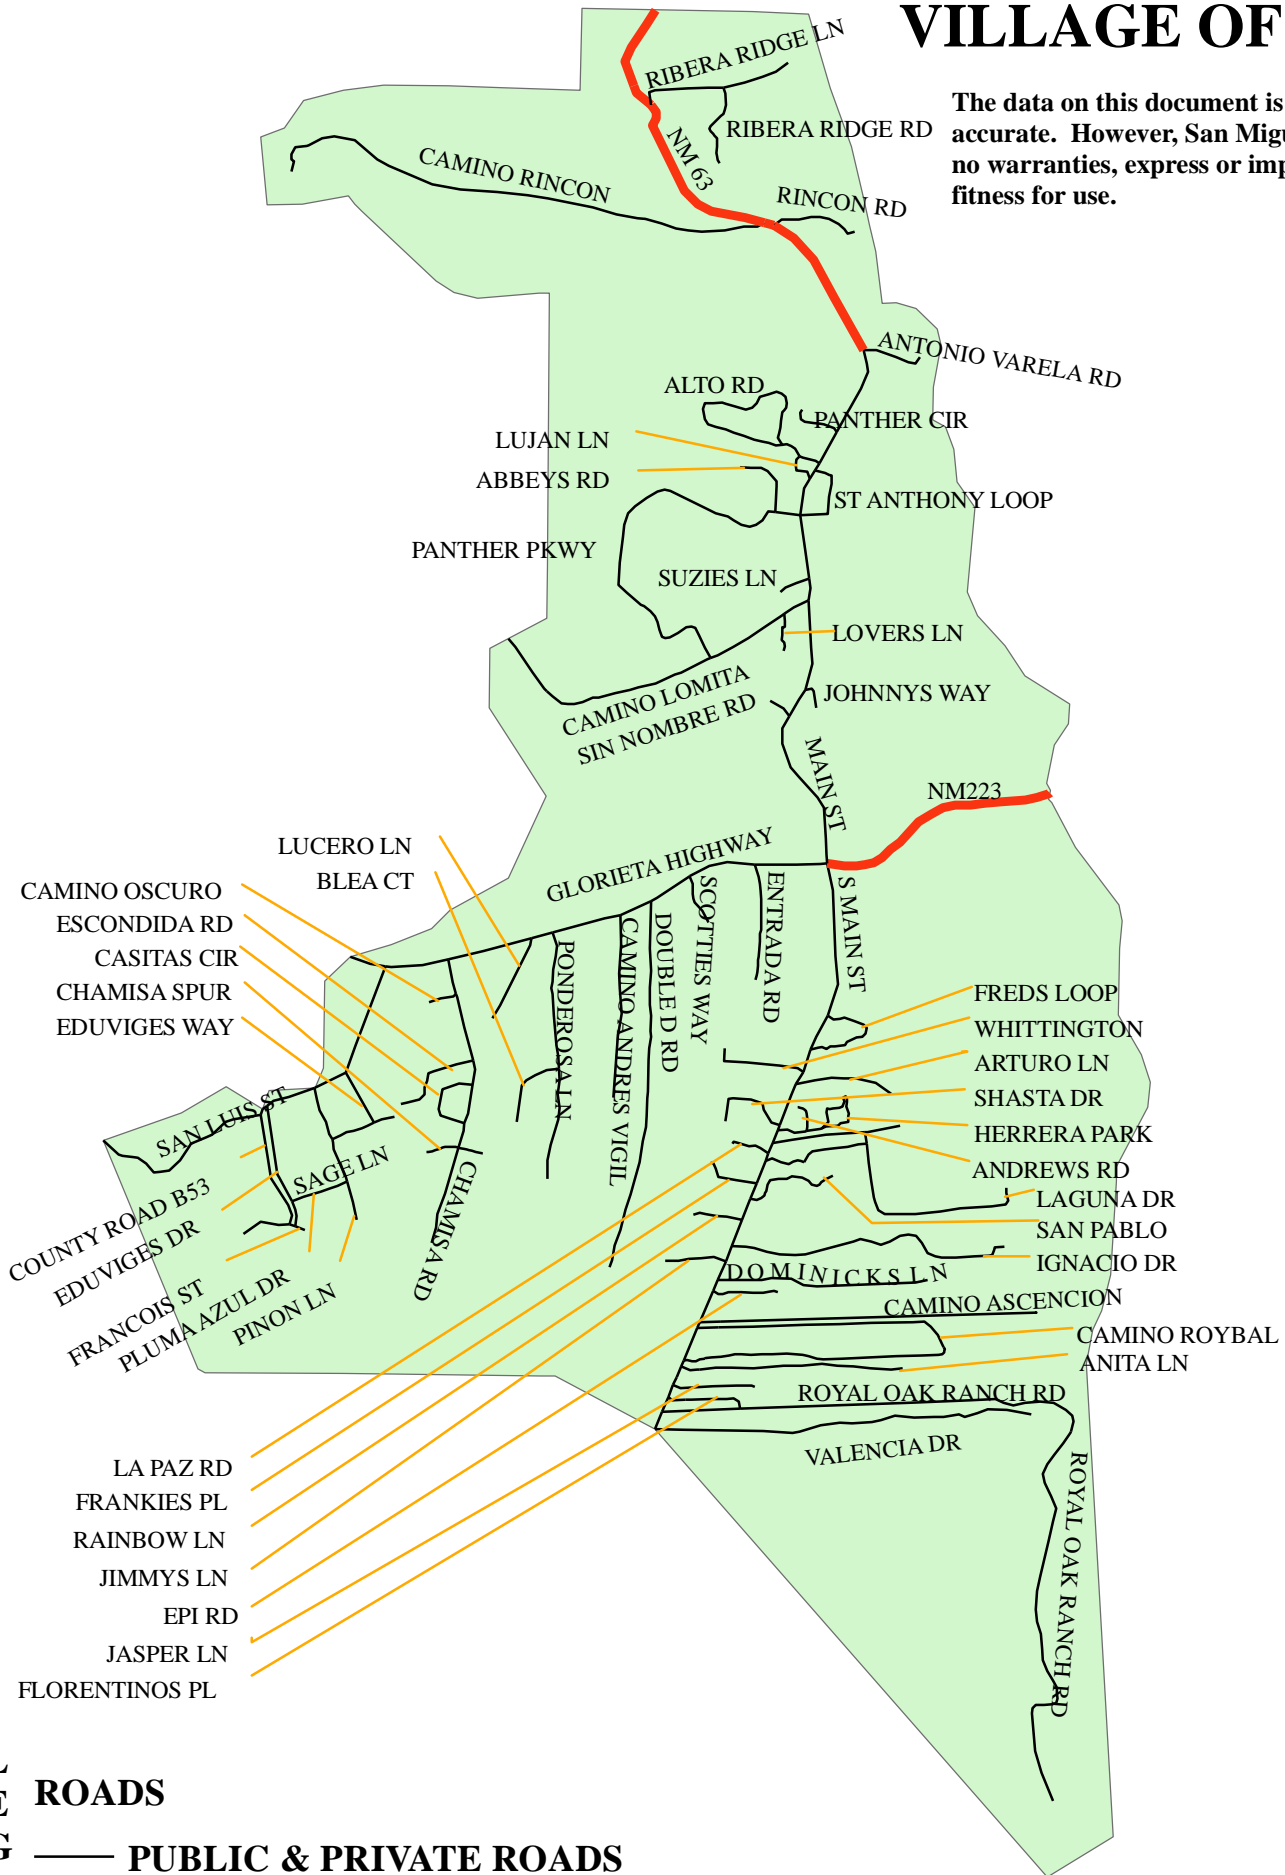 VILLAGE OF
The data on this document is
accurate. However, San Migu
no warranties, express or imp
fitness for use.
RIBERA RIDGE LN
RIBERA RIDGE RD
NM 63
CAMINO RINCON
RINCON RD
ANTONIO VARELA RD
ALTO RD
PANTHER CIR
LUJAN LN
ABBEYS RD
ST ANTHONY LOOP
PANTHER PKWY
SUZIES LN
LOVERS LN
CAMINO LOMITA
JOHNNYS WAY
SIN NOMBRE RD
MAIN ST
NM223
GLORIETA HIGHWAY
LUCERO LN
BLEA CT
CAMINO OSCURO
ESCONDIDA RD
CASITAS CIR
CHAMISA SPUR
EDUVIGES WAY
PONDEROSA LN
CAMINO ANDRES VIGIL
DOUBLE D RD
SCOTTIES WAY
ENTRADA RD
S MAIN ST
FREDS LOOP
WHITTINGTON
ARTURO LN
SHASTA DR
HERRERA PARK
ANDREWS RD
LAGUNA DR
SAN PABLO
IGNACIO DR
SAN LUIS ST
SAGE LN
CHAMISA RD
COUNTY ROAD B53
EDUVIGES DR
FRANCOIS ST
PLUMA AZUL DR
PINON LN
DOMINICKS LN
CAMINO ASCENCION
CAMINO ROYBAL
ANITA LN
ROYAL OAK RANCH RD
VALENCIA DR
ROYAL OAK RANCH RD
LA PAZ RD
FRANKIES PL
RAINBOW LN
JIMMYS LN
EPI RD
JASPER LN
FLORENTINOS PL
L
E
G
ROADS
PUBLIC & PRIVATE ROADS